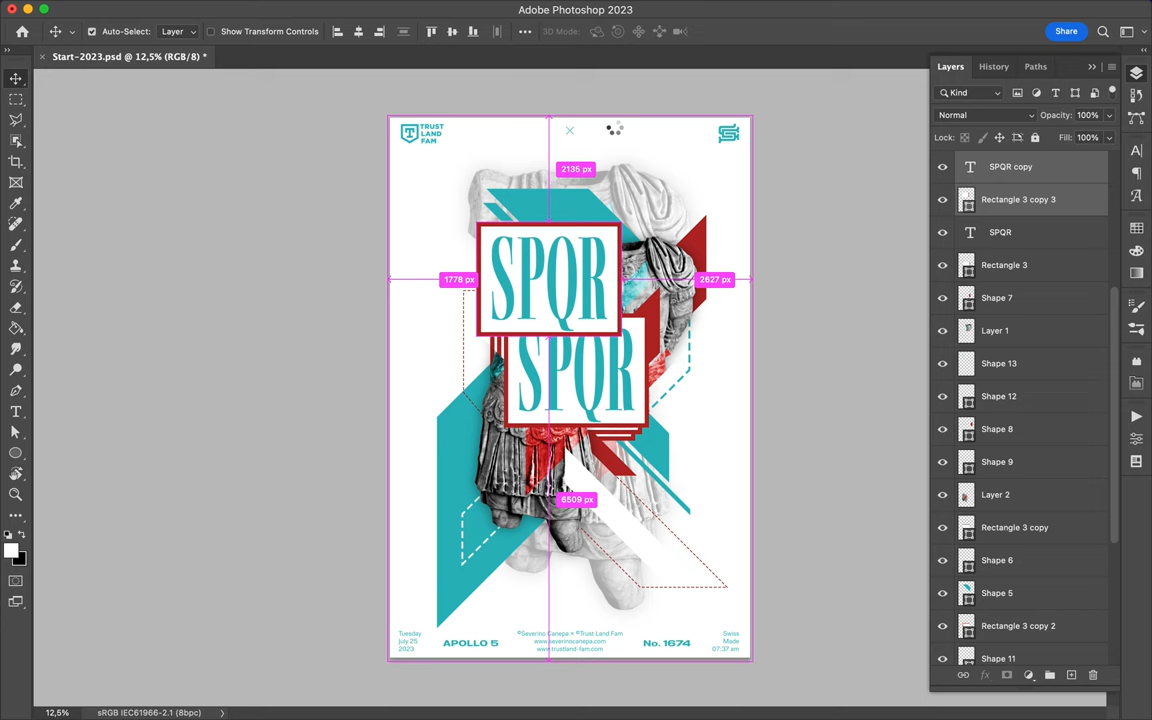 Adobe Photoshop 2023
Auto-Select: Layer Show Transform Controls 3D Mode: Share
Start-2023.psd @ 12,5% (RGB/8) *
Layers History Paths
Kind
Normal Opacity: 100%
Lock: Fill: 100%
SPQR copy
Rectangle 3 copy 3
SPQR
Rectangle 3
Shape 7
Layer 1
Shape 13
Shape 12
Shape 8
Shape 9
Layer 2
Rectangle 3 copy
Shape 6
Shape 5
Rectangle 3 copy 2
Shape 11
TRUST
LAND
FAM
2135 px
SPQR
1778 px
2627 px
SPQR
6509 px
Tuesday
July 25
2023
APOLLO 5
©Severino Canepa × ©Trust Land Fam
www.severinocanepa.com
www.trustland-fam.com
No. 1674
Swiss
Made
07:37 am
12,5% sRGB IEC61966-2.1 (8bpc)